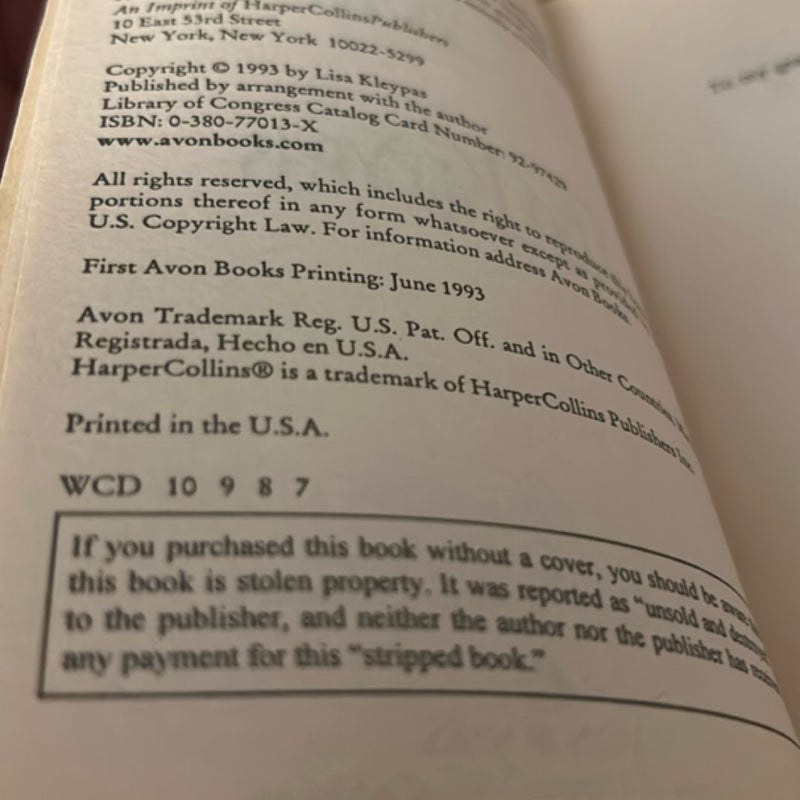 An Imprint of HarperCollinsPublishers
10 East 53rd Street
New York, New York 10022-5299
Copyright © 1993 by Lisa Kleypas
Published by arrangement with the author
Library of Congress Catalog Card Number: 92-97429
ISBN: 0-380-77013-X
www.avonbooks.com
All rights reserved, which includes the right to reproduce this
portions thereof in any form whatsoever except as provided
U.S. Copyright Law. For information address Avon Books
First Avon Books Printing: June 1993
Avon Trademark Reg. U.S. Pat. Off. and in Other Countries,
Registrada, Hecho en U.S.A.
HarperCollins® is a trademark of HarperCollins Publishers Inc.
Printed in the U.S.A.
WCD 10 9 8 7
If you purchased this book without a cover, you should be aware
this book is stolen property. It was reported as "unsold and
to the publisher, and neither the author nor the publisher has
any payment for this "stripped book."
To my